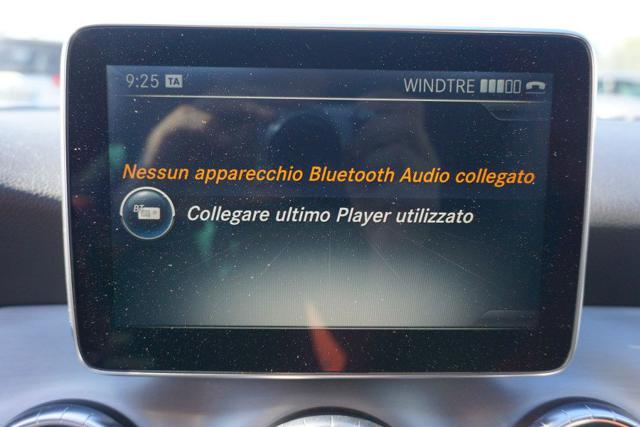 9:25 TA WINDTRE
Nessun apparecchio Bluetooth Audio collegato
BT
Collegare ultimo Player utilizzato